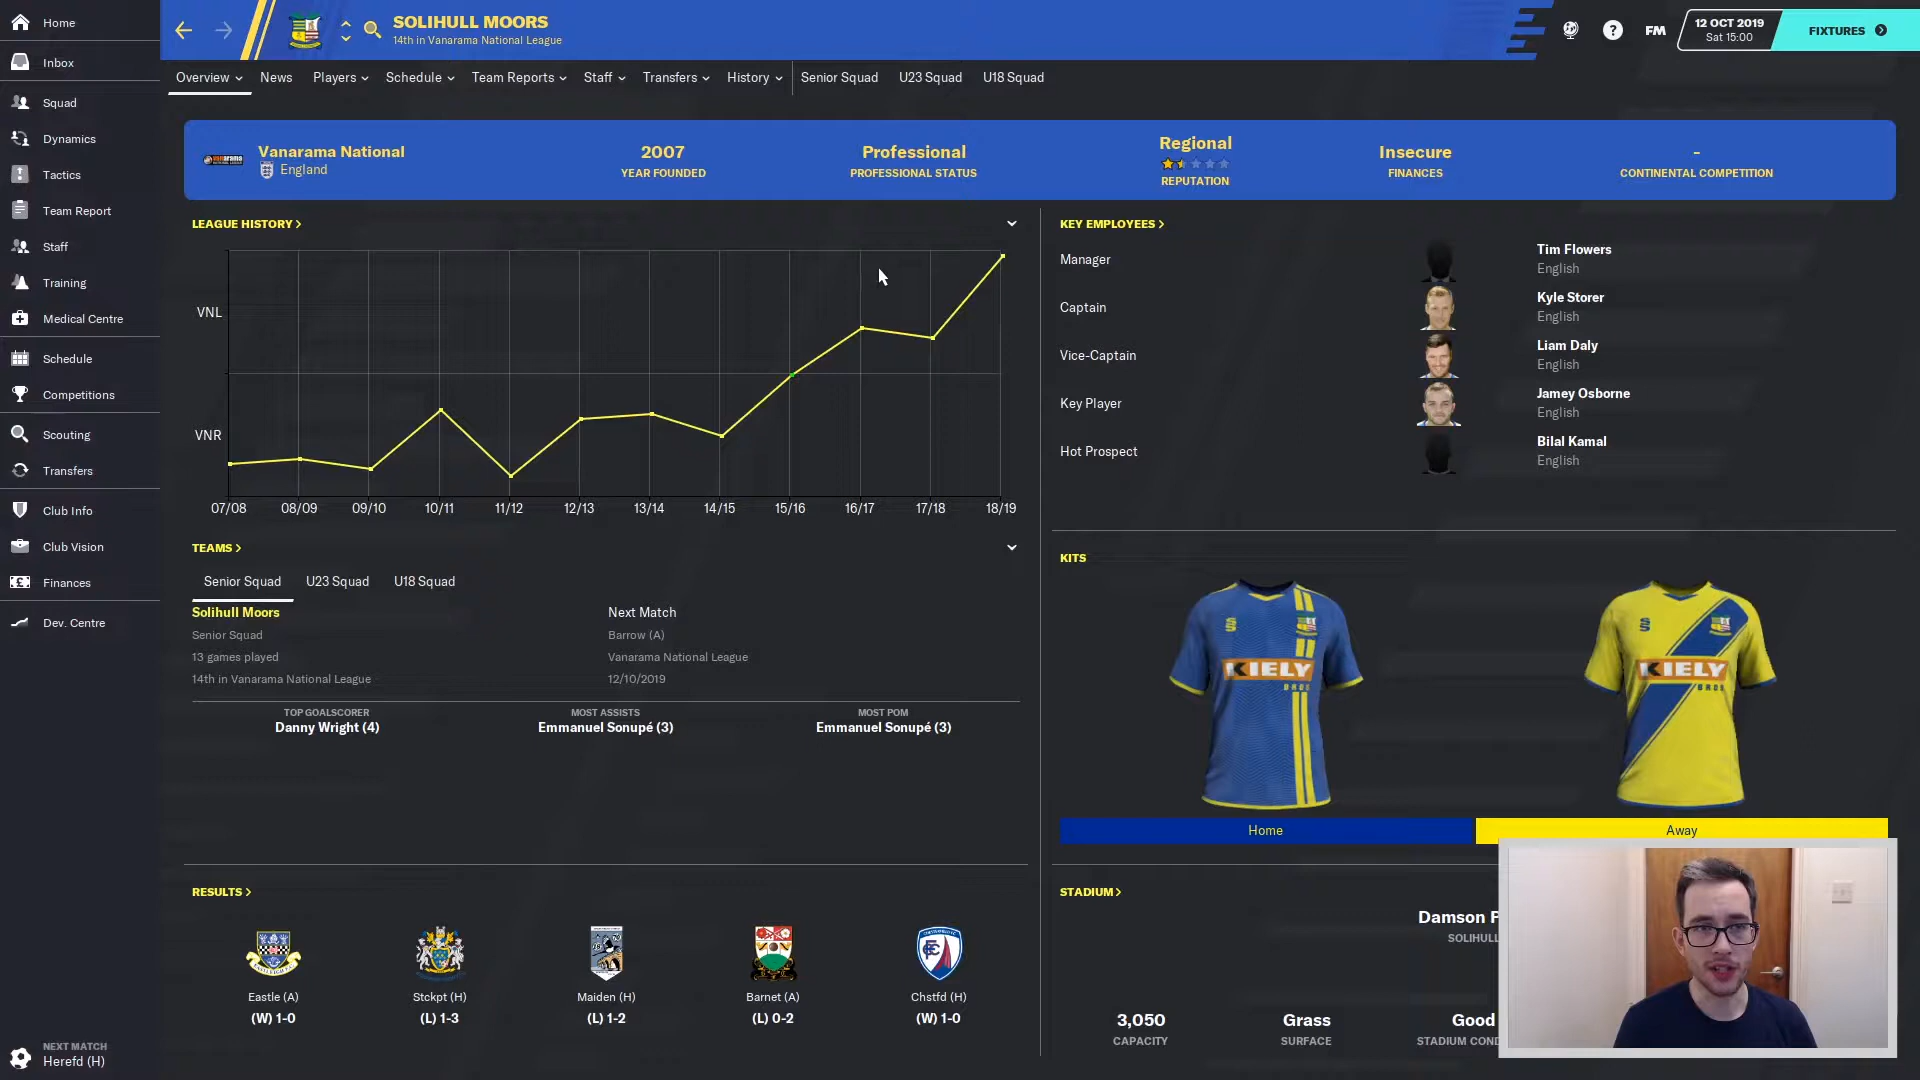 Home
Inbox
Squad
Dynamics
Tactics
Team Report
Staff
Training
Medical Centre
Schedule
Competitions
Scouting
Transfers
Club Info
Club Vision
Finances
Dev. Centre
NEXT MATCH
Herefd (H)
SOLIHULL MOORS
14th in Vanarama National League
FM
12 OCT 2019
Sat 15:00
FIXTURES
Overview News Players Schedule Team Reports Staff Transfers History Senior Squad U23 Squad U18 Squad
Vanarama National
England
2007
YEAR FOUNDED
Professional
PROFESSIONAL STATUS
Regional
REPUTATION
Insecure
FINANCES
-
CONTINENTAL COMPETITION
LEAGUE HISTORY >
VNL
VNR
07/08 08/09 09/10 10/11 11/12 12/13 13/14 14/15 15/16 16/17 17/18 18/19
TEAMS >
Senior Squad U23 Squad U18 Squad
Solihull Moors
Senior Squad
13 games played
14th in Vanarama National League
Next Match
Barrow (A)
Vanarama National League
12/10/2019
TOP GOALSCORER
Danny Wright (4)
MOST ASSISTS
Emmanuel Sonupé (3)
MOST POM
Emmanuel Sonupé (3)
RESULTS >
Eastle (A)
(W) 1-0
Stckpt (H)
(L) 1-3
Maiden (H)
(L) 1-2
Barnet (A)
(L) 0-2
Chstfd (H)
(W) 1-0
KEY EMPLOYEES >
Manager
Tim Flowers
English
Captain
Kyle Storer
English
Vice-Captain
Liam Daly
English
Key Player
Jamey Osborne
English
Hot Prospect
Bilal Kamal
English
KITS
KIELY
BROS
KIELY
BROS
Home
Away
STADIUM >
Damson P
SOLIHULL
3,050
CAPACITY
Grass
SURFACE
Good
STADIUM COND